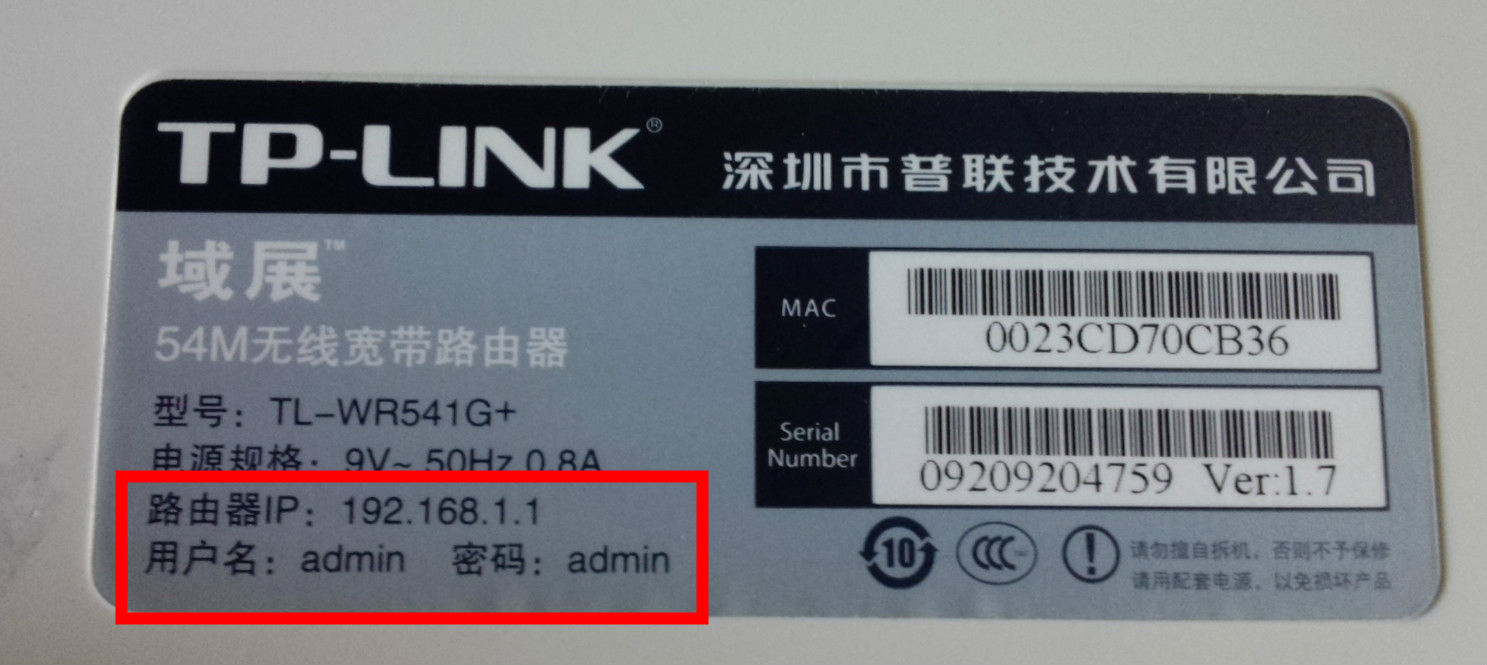 TP-LINK®
深圳市普联技术有限公司
域展™
54M无线宽带路由器
型号：TL-WR541G+
电源规格：9V~ 50Hz 0.8A
路由器IP：192.168.1.1
用户名：admin 密码：admin
MAC
0023CD70CB36
Serial
Number
09209204759 Ver:1.7
10
CCC
!
请勿擅自拆机，否则不予保修
请用配套电源，以免损坏产品